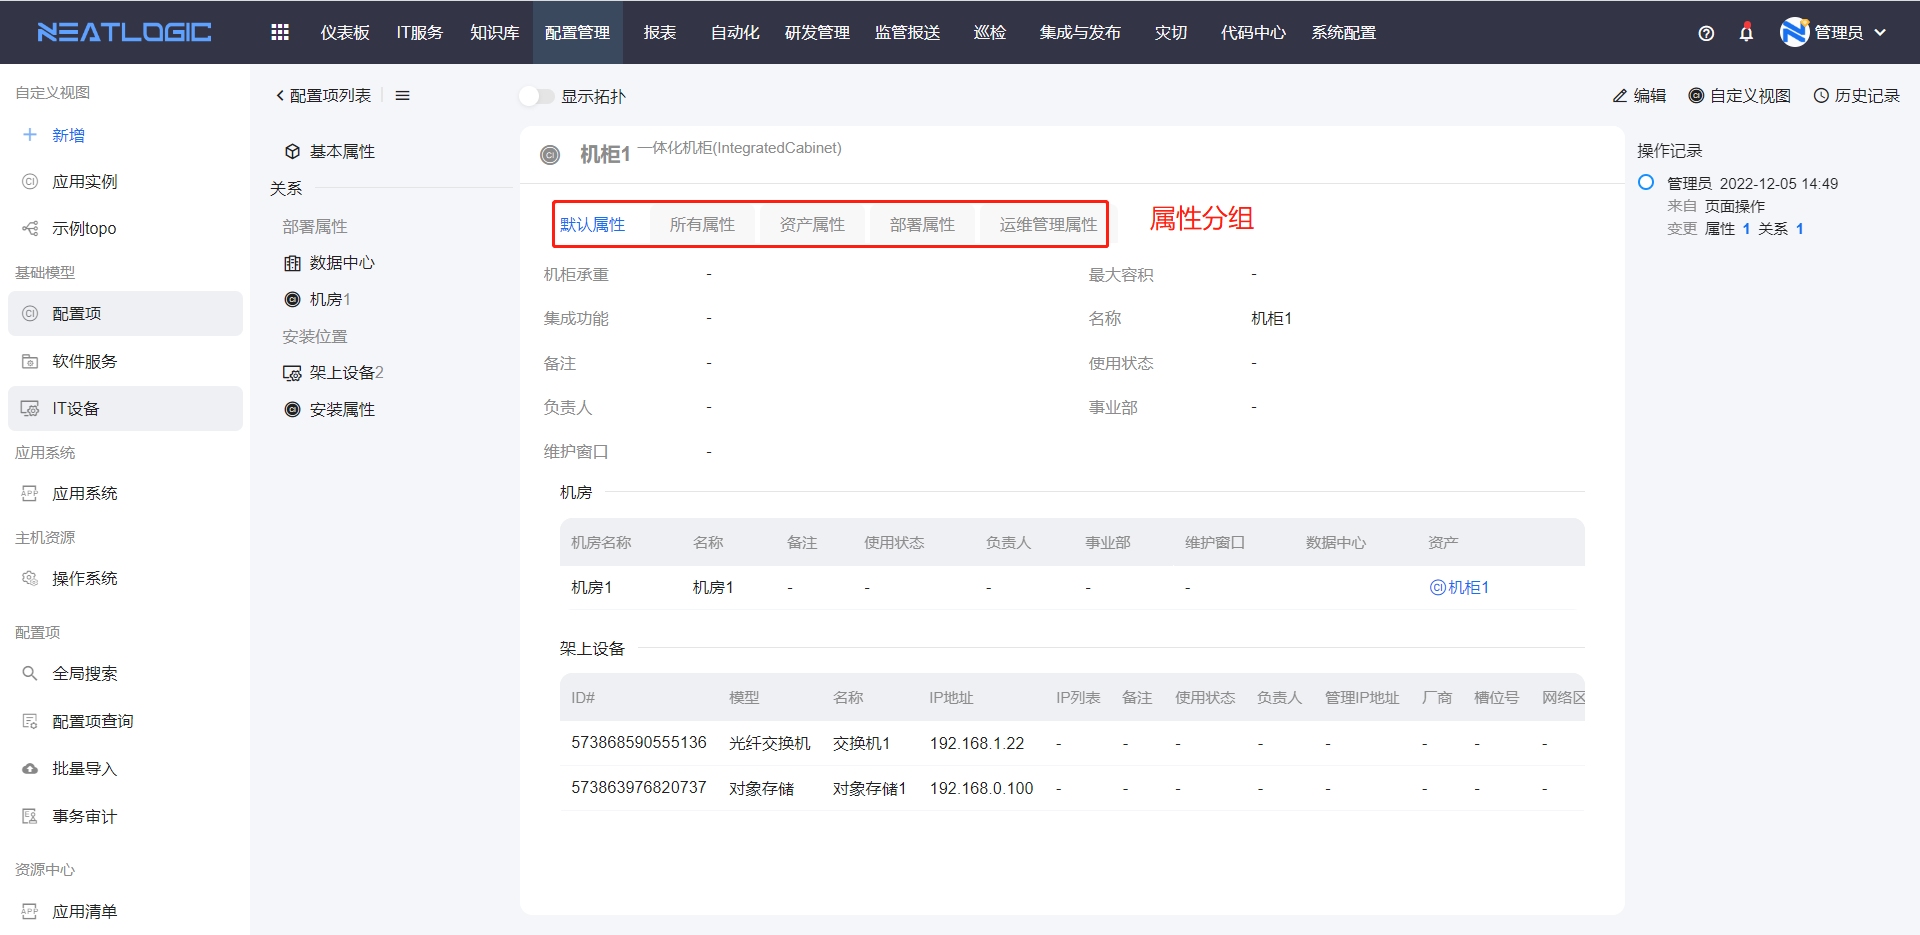 NEATLOGIC 仪表板 IT服务 知识库 配置管理 报表 自动化 研发管理 监管报送 巡检 集成与发布 灾切 代码中心 系统配置 管理员
自定义视图
新增
应用实例
示例topo
基础模型
配置项
软件服务
IT设备
应用系统
应用系统
主机资源
操作系统
配置项
全局搜索
配置项查询
批量导入
事务审计
资源中心
应用清单
配置项列表
基本属性
关系
部署属性
数据中心
机房1
安装位置
架上设备2
安装属性
显示拓扑
编辑 自定义视图 历史记录
机柜1 一体化机柜(IntegratedCabinet)
默认属性 所有属性 资产属性 部署属性 运维管理属性 属性分组
机柜承重 - 最大容积 -
集成功能 - 名称 机柜1
备注 - 使用状态 -
负责人 - 事业部 -
维护窗口 -
机房
机房名称 名称 备注 使用状态 负责人 事业部 维护窗口 数据中心 资产
机房1 机房1 - - - - - 机柜1
架上设备
ID# 模型 名称 IP地址 IP列表 备注 使用状态 负责人 管理IP地址 厂商 槽位号 网络区
573868590555136 光纤交换机 交换机1 192.168.1.22 - - - - - - - -
573863976820737 对象存储 对象存储1 192.168.0.100 - - - - - - - -
操作记录
管理员 2022-12-05 14:49
来自 页面操作
变更 属性 1 关系 1